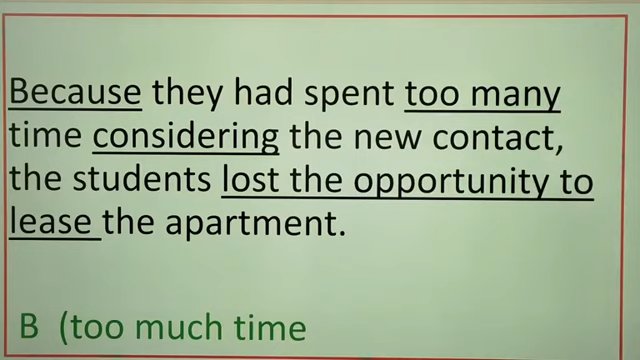 Because they had spent too many
time considering the new contact,
the students lost the opportunity to
lease the apartment.
B (too much time